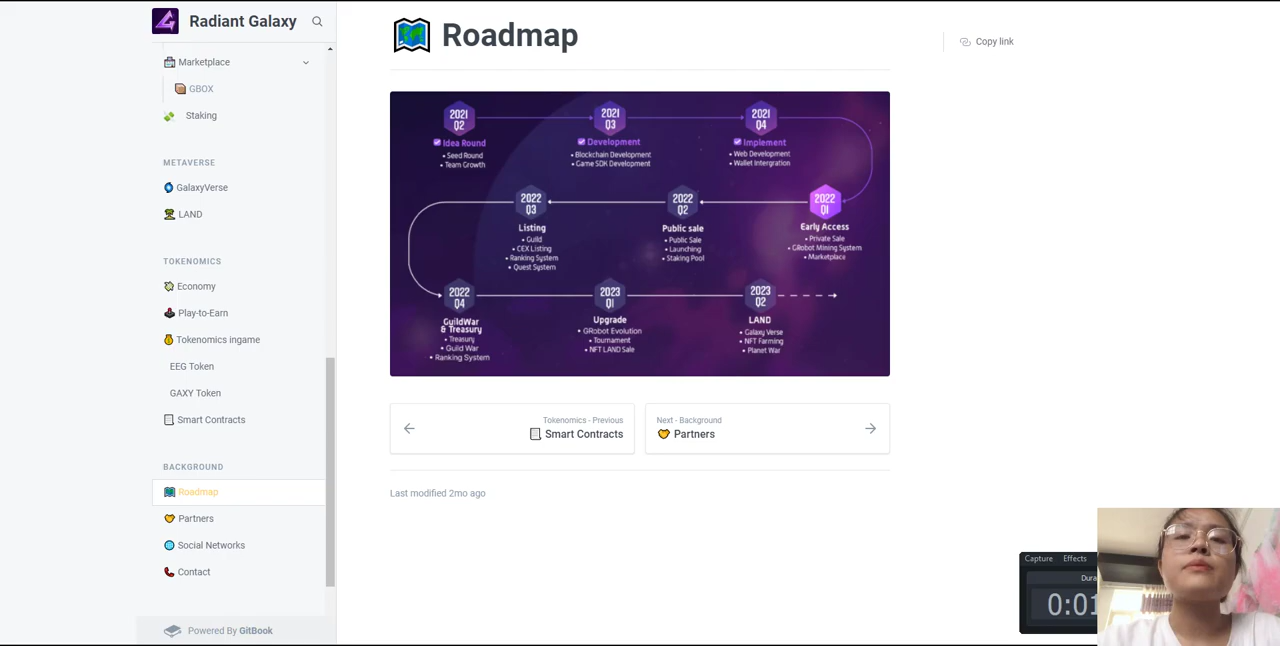 Radiant Galaxy
Marketplace
GBOX
Staking
METAVERSE
GalaxyVerse
LAND
TOKENOMICS
Economy
Play-to-Earn
Tokenomics ingame
EEG Token
GAXY Token
Smart Contracts
BACKGROUND
Roadmap
Partners
Social Networks
Contact
Powered By GitBook
Roadmap
Copy link
2021
Q2
Idea Round
• Seed Round
• Team Growth
2021
Q3
Development
• Blockchain Development
• Game SDK Development
2021
Q4
Implement
• Web Development
• Wallet Intergration
2022
Q3
Listing
• Guild
• CEX Listing
• Ranking System
• Quest System
2022
Q2
Public sale
• Public Sale
• Launching
• Staking Pool
2022
Q1
Early Access
• Private Sale
• GRobot Mining System
• Marketplace
2022
Q4
GuildWar
& Treasury
• Treasury
• Guild War
• Ranking System
2023
Q1
Upgrade
• GRobot Evolution
• Tournament
• NFT LAND Sale
2023
Q2
LAND
• Galaxy Verse
• NFT Farming
• Planet War
Tokenomics - Previous
Smart Contracts
Next - Background
Partners
Last modified 2mo ago
Capture Effects
Dura
0:01